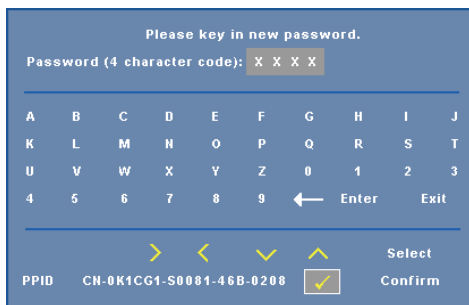 Please key in new password.
Password (4 character code): X X X X
A B C D E F G H I J
K L M N O P Q R S T
U V W X Y Z 0 1 2 3
4 5 6 7 8 9 ← Enter Exit
Select
PPID CN-0K1CG1-S0081-46B-0208 Confirm